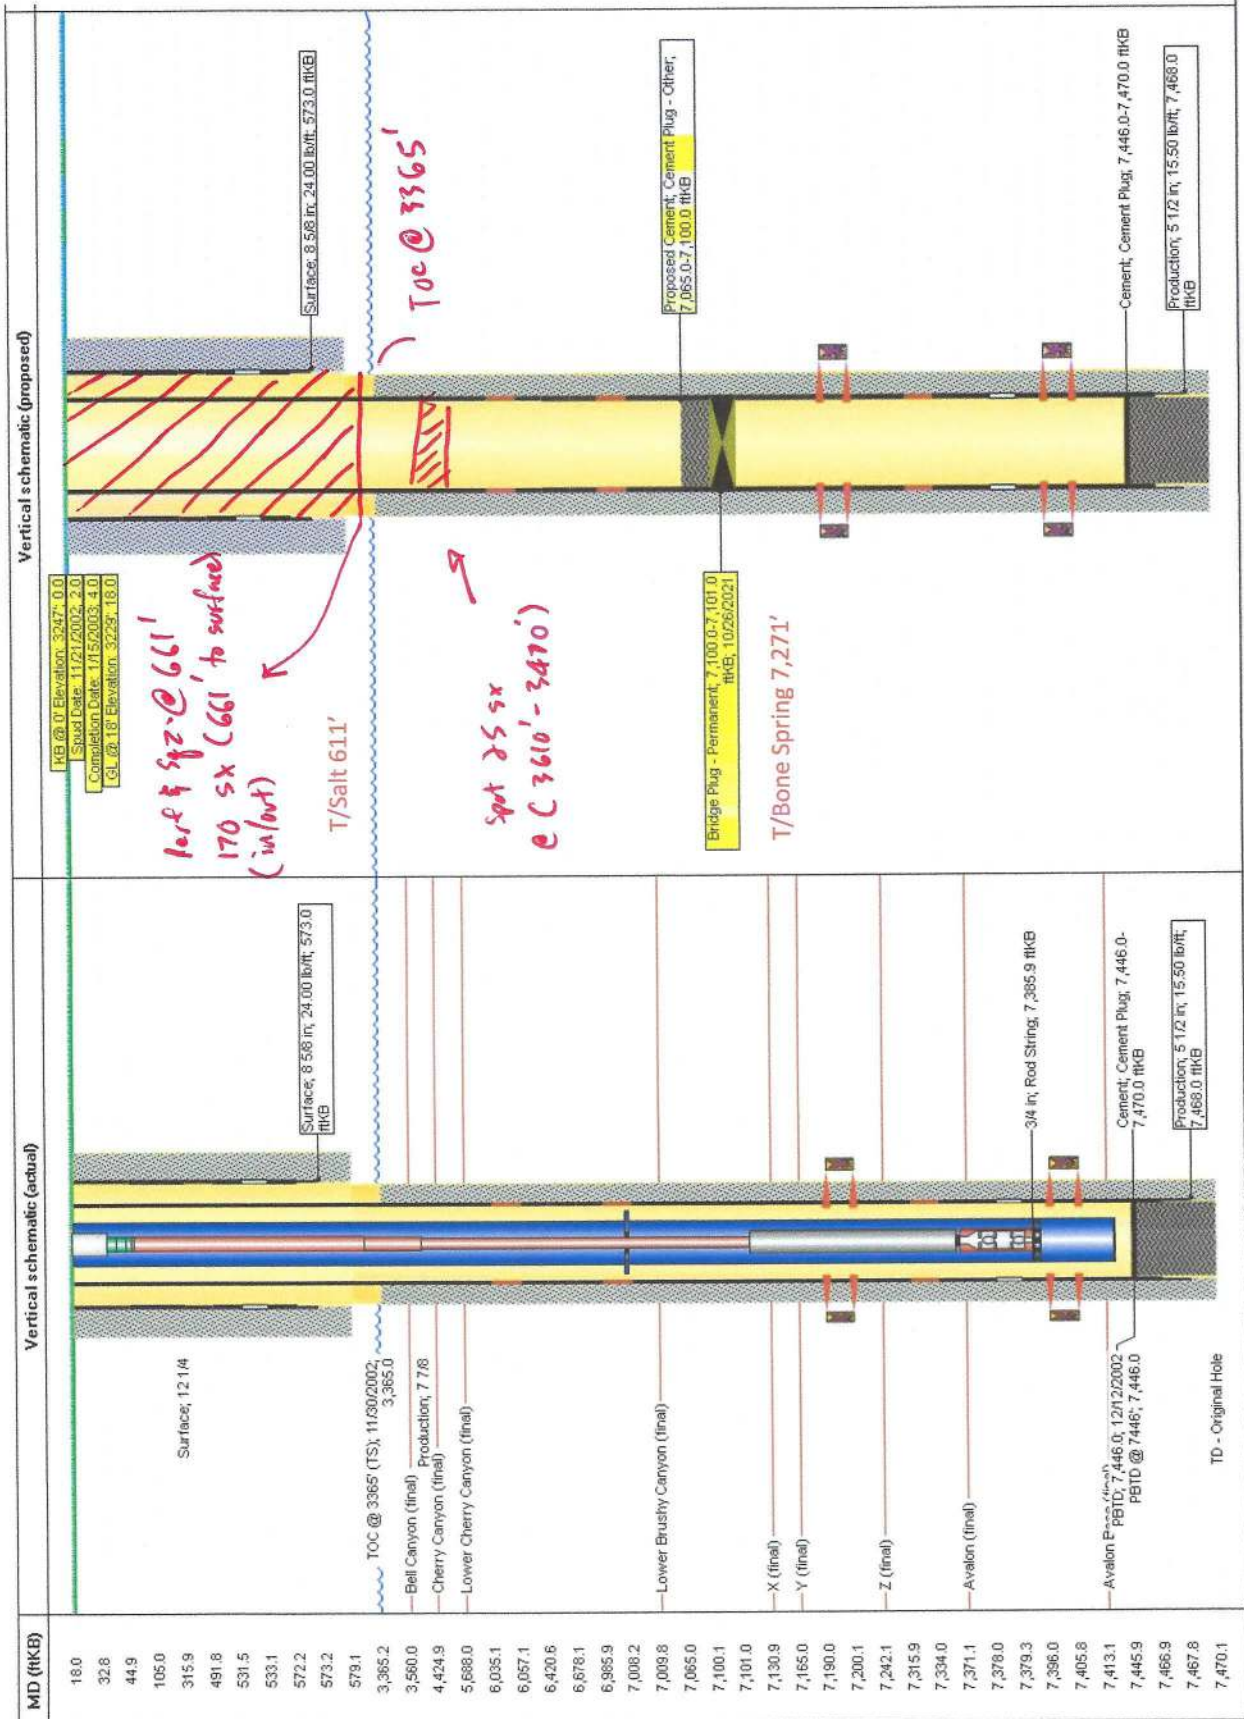 MD (ftKB)
Vertical schematic (actual)
Vertical schematic (proposed)
18.0
32.8
44.9
105.0
315.9
491.8
531.5
533.1
572.2
573.2
579.1
3,365.2
3,560.0
4,424.9
5,688.0
6,035.1
6,057.1
6,420.6
6,678.1
6,985.9
7,008.2
7,009.8
7,065.0
7,100.1
7,101.0
7,130.9
7,165.0
7,190.0
7,200.1
7,242.1
7,315.9
7,334.0
7,371.1
7,378.0
7,379.3
7,396.0
7,405.8
7,413.1
7,445.9
7,466.9
7,467.8
7,470.1
Surface; 12 1/4
Surface; 8 5/8 in; 24.00 lb/ft; 573.0
ftKB
TOC @ 3365' (TS); 11/30/2002;
3,365.0
Bell Canyon (final)
Production; 7 7/8
Cherry Canyon (final)
Lower Cherry Canyon (final)
Lower Brushy Canyon (final)
X (final)
Y (final)
Z (final)
Avalon (final)
3/4 in; Rod String; 7,385.9 ftKB
Avalon Base (final)
PBTD; 7,446.0; 12/12/2002
PBTD @ 7446'; 7,446.0
Cement; Cement Plug; 7,446.0-
7,470.0 ftKB
Production; 5 1/2 in; 15.50 lb/ft;
7,468.0 ftKB
TD - Original Hole
KB @ 0' Elevation: 3247'; 0.0
Spud Date: 11/21/2002; 2.0
Completion Date: 1/15/2003; 4.0
GL @ 18' Elevation: 3229'; 18.0
Surface; 8 5/8 in; 24.00 lb/ft; 573.0 ftKB
Perf & Sqz @ 661'
170 sx (661' to surface)
(in/out)
T/Salt 611'
TOC @ 3365'
Spot 25 sx
@ (3610' - 3410')
Proposed Cement; Cement Plug - Other;
7,065.0-7,100.0 ftKB
Bridge Plug - Permanent; 7,100.0-7,101.0
ftKB; 10/26/2021
T/Bone Spring 7,271'
Cement; Cement Plug; 7,446.0-7,470.0 ftKB
Production; 5 1/2 in; 15.50 lb/ft; 7,468.0
ftKB